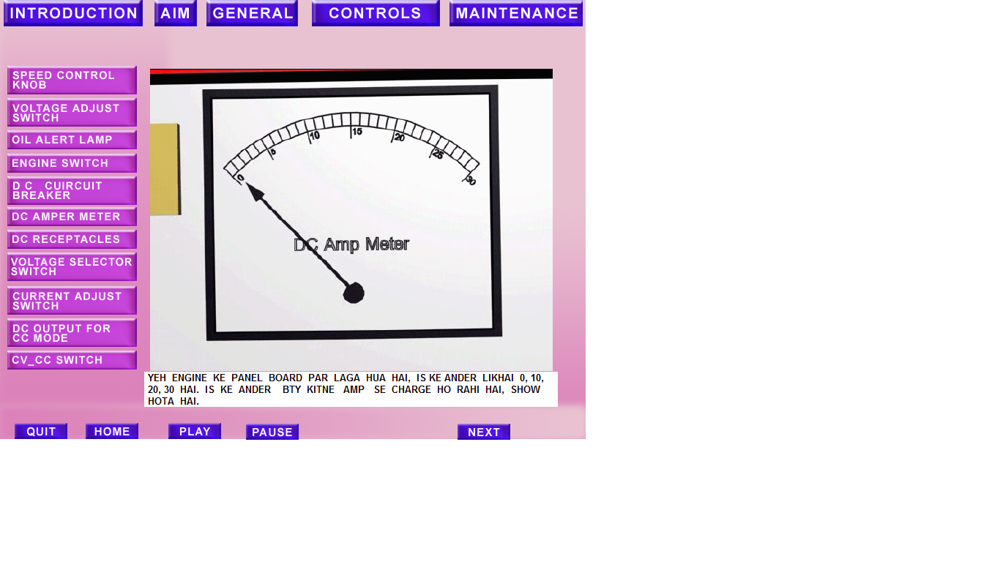 INTRODUCTION AIM GENERAL CONTROLS MAINTENANCE
SPEED CONTROL
KNOB
VOLTAGE ADJUST
SWITCH
OIL ALERT LAMP
ENGINE SWITCH
D C CUIRCUIT
BREAKER
DC AMPER METER
DC RECEPTACLES
VOLTAGE SELECTOR
SWITCH
CURRENT ADJUST
SWITCH
DC OUTPUT FOR
CC MODE
CV_CC SWITCH
0 5 10 15 20 25 30
DC Amp Meter
YEH ENGINE KE PANEL BOARD PAR LAGA HUA HAI, IS KE ANDER LIKHAI 0, 10,
20, 30 HAI. IS KE ANDER BTY KITNE AMP SE CHARGE HO RAHI HAI, SHOW
HOTA HAI.
QUIT HOME PLAY PAUSE NEXT